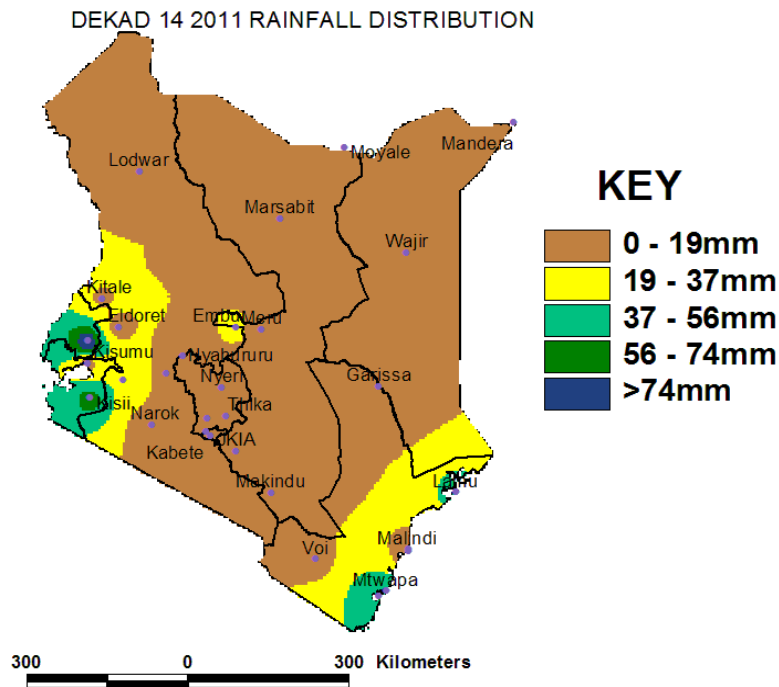 DEKAD 14 2011 RAINFALL DISTRIBUTION
Mandera
Moyale
Lodwar
Marsabit
Wajir
Kitale
Eldoret
Embu
Meru
Kisumu
Nyahururu
Nyeri
Garissa
Kisii
Narok
Thika
Kabete
JKIA
Makindu
Lamu
Voi
Malindi
Mtwapa
KEY
0 - 19mm
19 - 37mm
37 - 56mm
56 - 74mm
>74mm
300 0 300 Kilometers